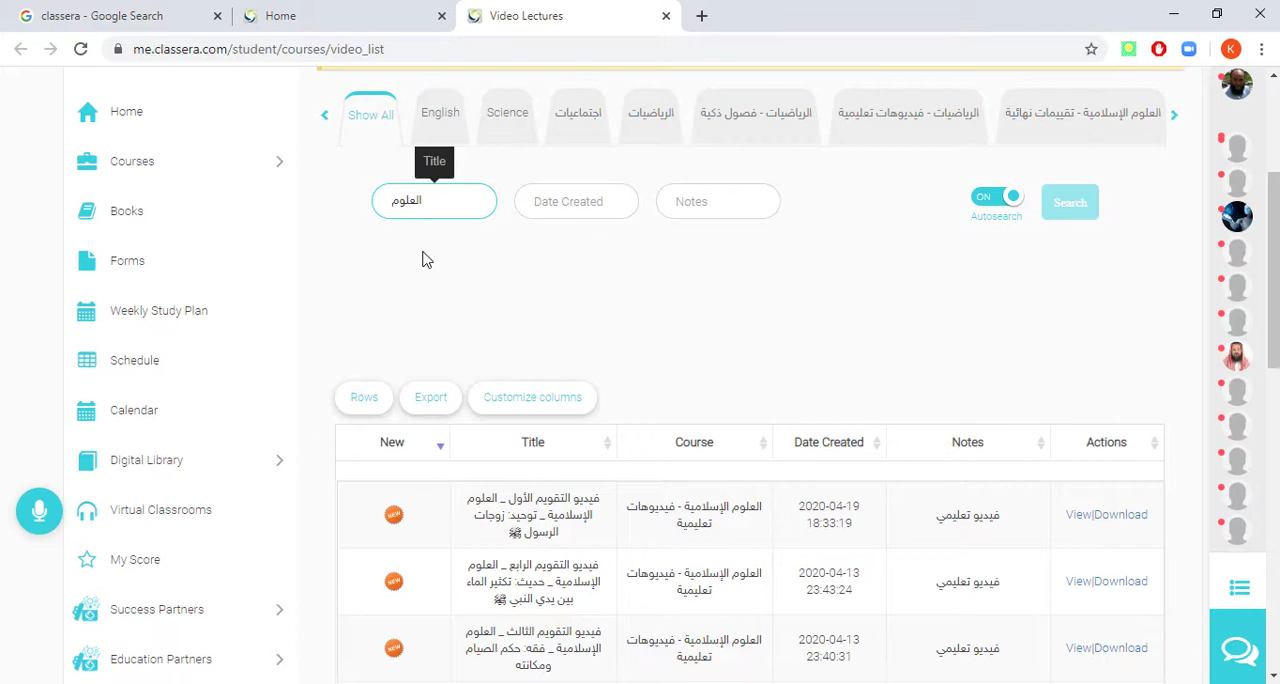 classera - Google Search
Home
Video Lectures
me.classera.com/student/courses/video_list
K
Home
Courses
Books
Forms
Weekly Study Plan
Schedule
Calendar
Digital Library
Virtual Classrooms
My Score
Success Partners
Education Partners
Show All
English
Science
اجتماعيات
الرياضيات
الرياضيات - فصول ذكية
الرياضيات - فيديوهات تعليمية
العلوم الإسلامية - تقييمات نهائية
Title
العلوم
Date Created
Notes
ON
Autosearch
Search
Rows
Export
Customize columns
New
Title
Course
Date Created
Notes
Actions
NEW
فيديو التقويم الأول _ العلوم
الإسلامية _ توحيد: زوجات
الرسول ﷺ
العلوم الإسلامية - فيديوهات
تعليمية
2020-04-19
18:33:19
فيديو تعليمي
View|Download
NEW
فيديو التقويم الرابع _ العلوم
الإسلامية _ حديث: تكثير الماء
بين يدي النبي ﷺ
العلوم الإسلامية - فيديوهات
تعليمية
2020-04-13
23:43:24
فيديو تعليمي
View|Download
NEW
فيديو التقويم الثالث _ العلوم
الإسلامية _ فقه: حكم الصيام
ومكانته
العلوم الإسلامية - فيديوهات
تعليمية
2020-04-13
23:40:31
فيديو تعليمي
View|Download